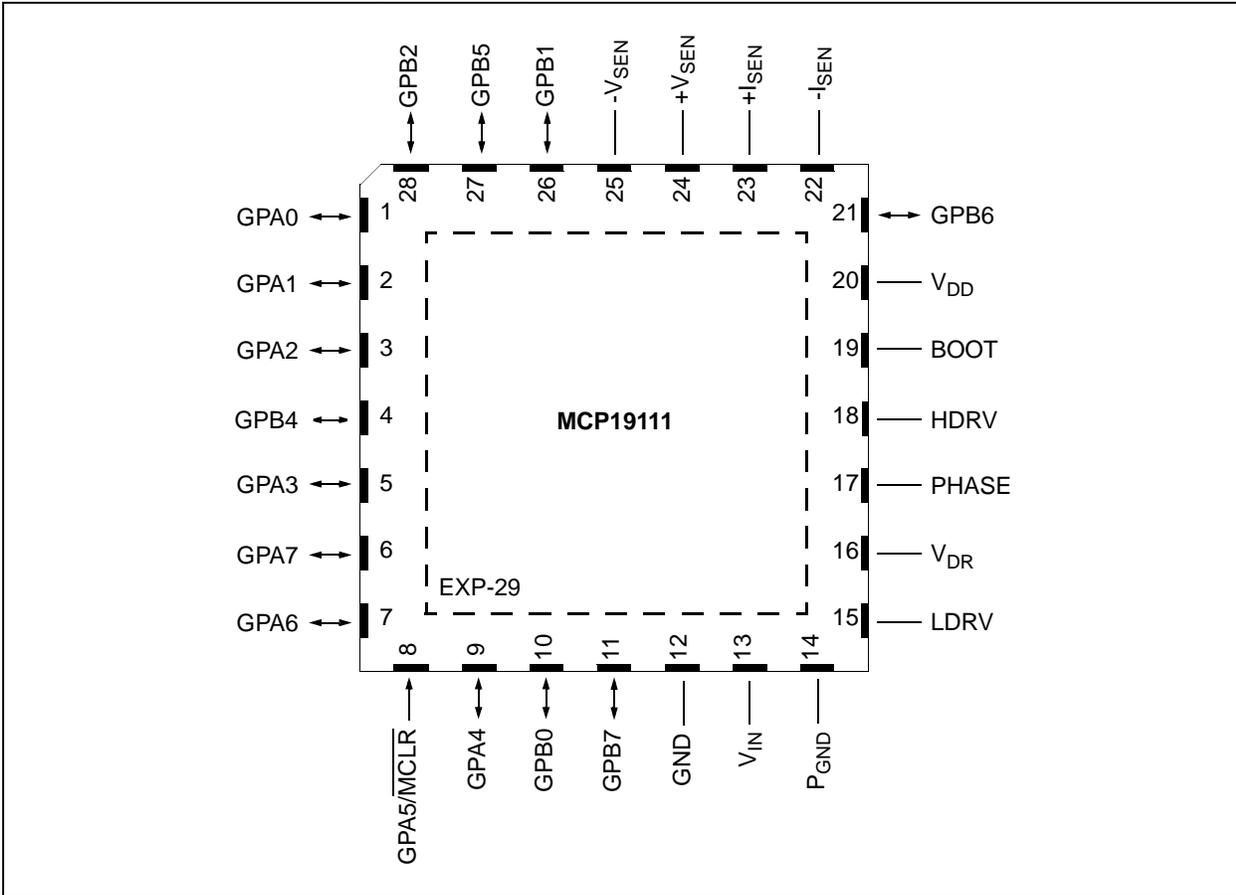 GPB2
GPB5
GPB1
-VSEN
+VSEN
+ISEN
-ISEN
28
27
26
25
24
23
22
GPA0 1
GPA1 2
GPA2 3
GPB4 4
GPA3 5
GPA7 6
GPA6 7
21 GPB6
20 VDD
19 BOOT
18 HDRV
17 PHASE
16 VDR
15 LDRV
MCP19111
EXP-29
8
9
10
11
12
13
14
GPA5/MCLR
GPA4
GPB0
GPB7
GND
VIN
PGND